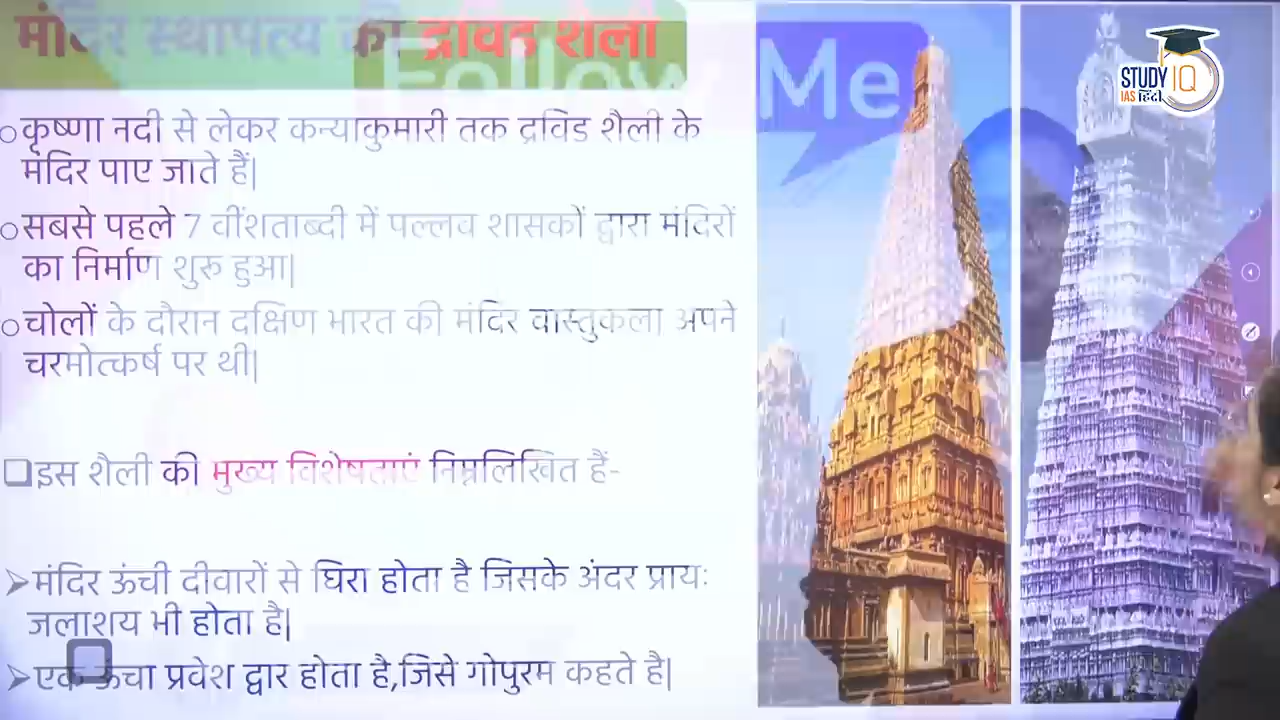 मंदिर स्थापत्य की द्रविड शैली
Follow Me
STUDY IQ
IAS हिंदी
कृष्णा नदी से लेकर कन्याकुमारी तक द्रविड शैली के
मंदिर पाए जाते हैं|
सबसे पहले 7 वींशताब्दी में पल्लव शासकों द्वारा मंदिरों
का निर्माण शुरू हुआ|
चोलों के दौरान दक्षिण भारत की मंदिर वास्तुकला अपने
चरमोत्कर्ष पर थी|
इस शैली की मुख्य विशेषताएं निम्नलिखित हैं-
मंदिर ऊंची दीवारों से घिरा होता है जिसके अंदर प्रायः
जलाशय भी होता है|
एक ऊंचा प्रवेश द्वार होता है,जिसे गोपुरम कहते है|